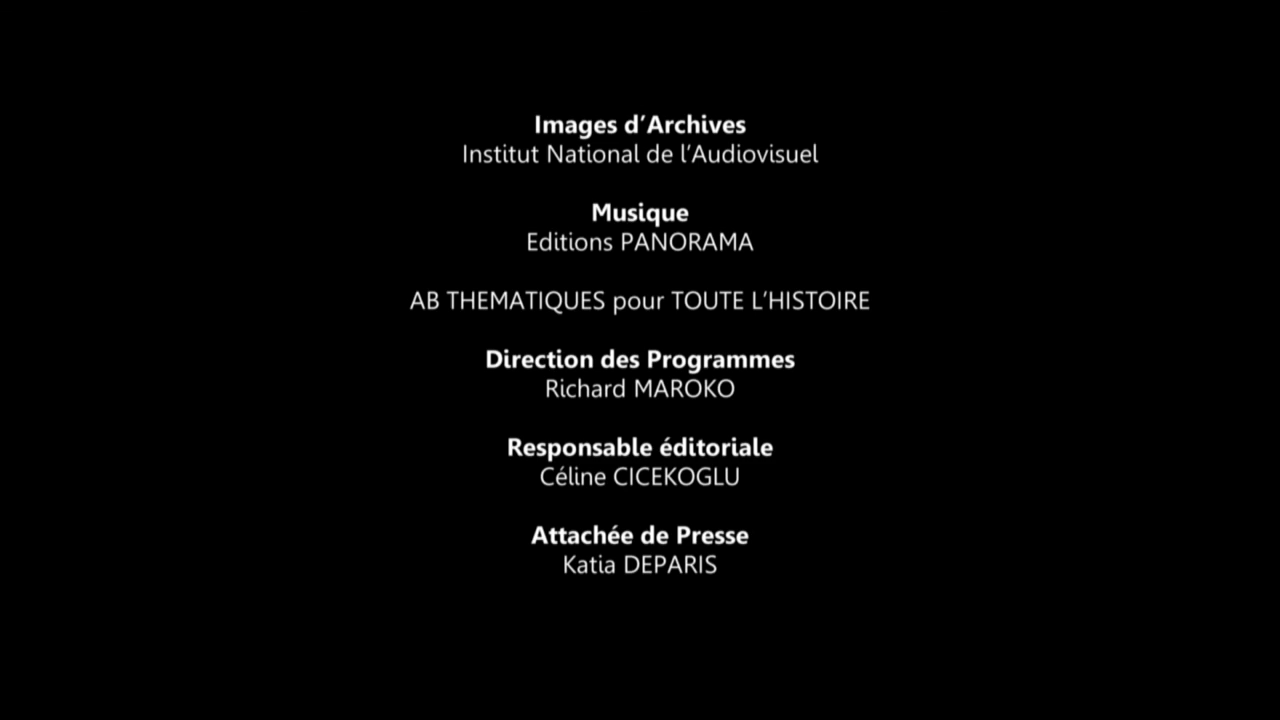 Images d’Archives
Institut National de l’Audiovisuel
Musique
Editions PANORAMA
AB THEMATIQUES pour TOUTE L’HISTOIRE
Direction des Programmes
Richard MAROKO
Responsable éditoriale
Céline CICEKOGLU
Attachée de Presse
Katia DEPARIS